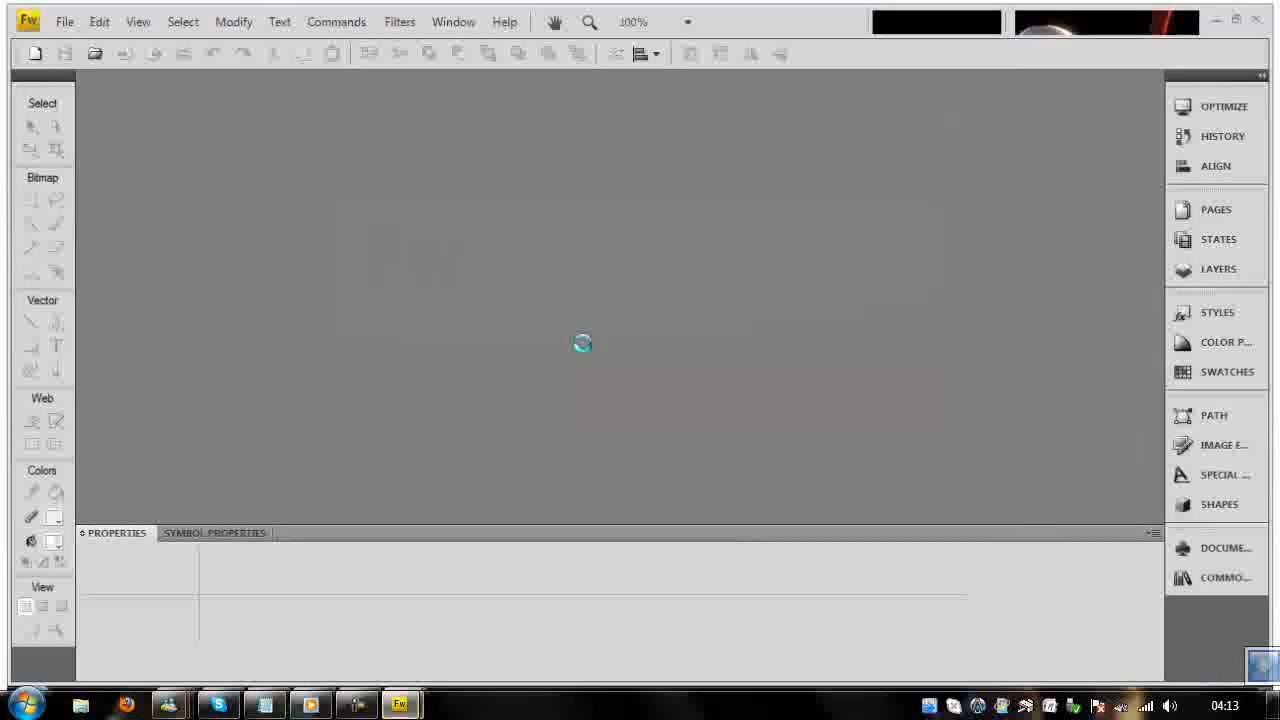 Fw File Edit View Select Modify Text Commands Filters Window Help 100%
Select
Bitmap
Vector
Web
Colors
View
OPTIMIZE
HISTORY
ALIGN
PAGES
STATES
LAYERS
STYLES
COLOR P...
SWATCHES
PATH
IMAGE E...
SPECIAL ...
SHAPES
DOCUME...
COMMO...
PROPERTIES SYMBOL PROPERTIES
Fw 04:13